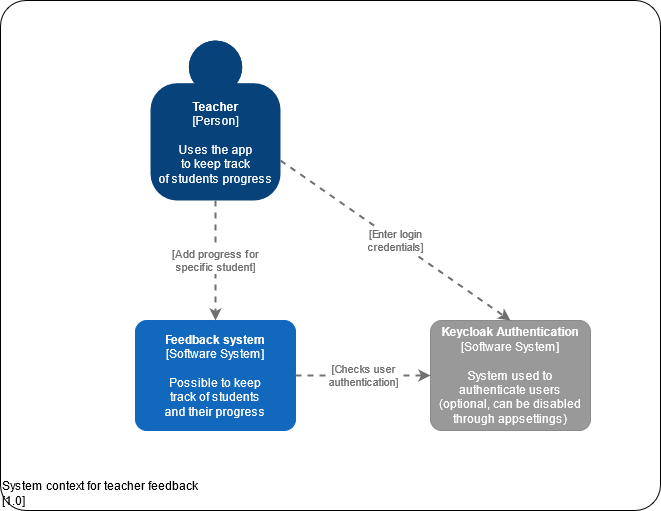 Teacher
[Person]
Uses the app
to keep track
of students progress
[Enter login
credentials]
[Add progress for
specific student]
Feedback system
[Software System]
Possible to keep
track of students
and their progress
[Checks user
authentication]
Keycloak Authentication
[Software System]
System used to
authenticate users
(optional, can be disabled
through appsettings)
System context for teacher feedback
[1.0]